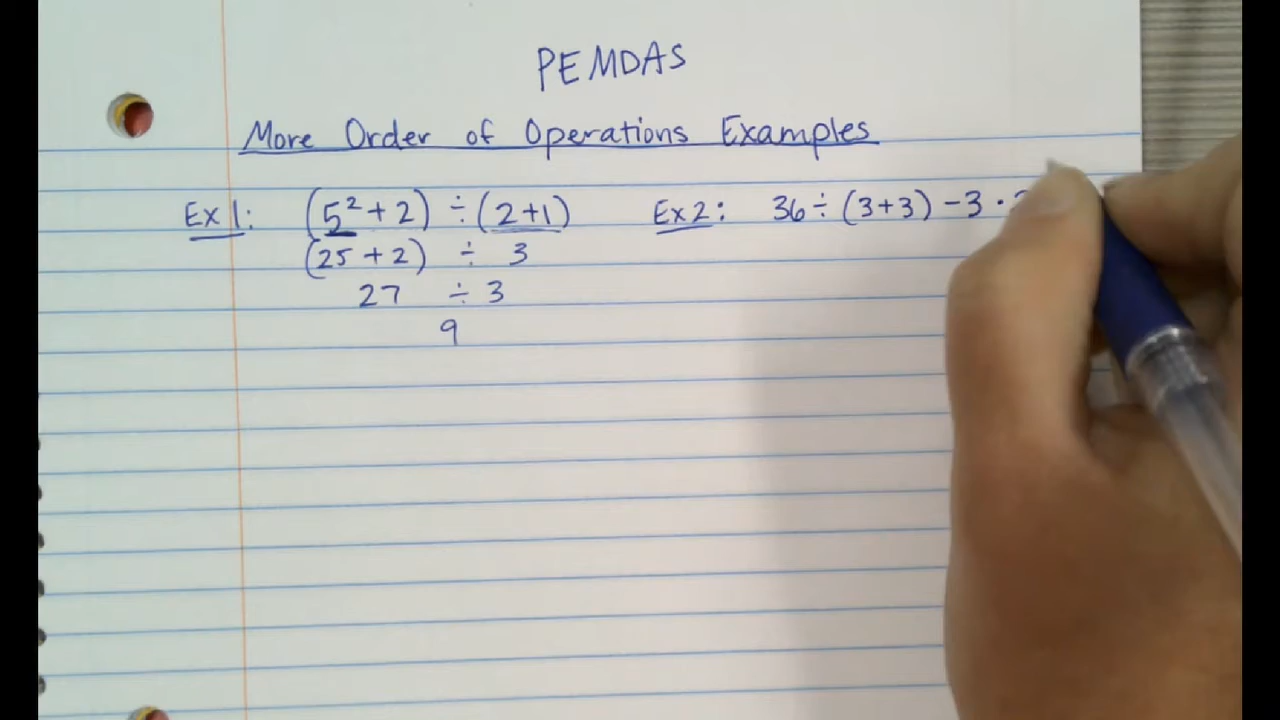 PEMDAS
More Order of Operations Examples
Ex 1: (5² + 2) ÷ (2+1)
(25 + 2) ÷ 3
27 ÷ 3
9
Ex 2: 36 ÷ (3+3) - 3 ·